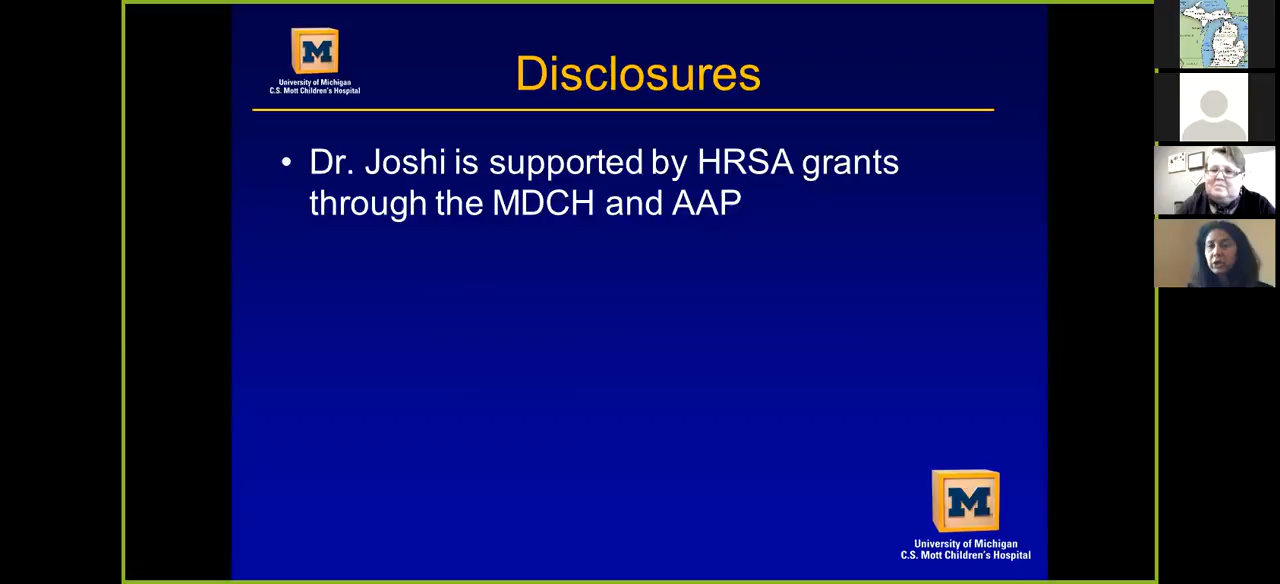 University of Michigan
C.S. Mott Children's Hospital
Disclosures
• Dr. Joshi is supported by HRSA grants
through the MDCH and AAP
M
University of Michigan
C.S. Mott Children's Hospital